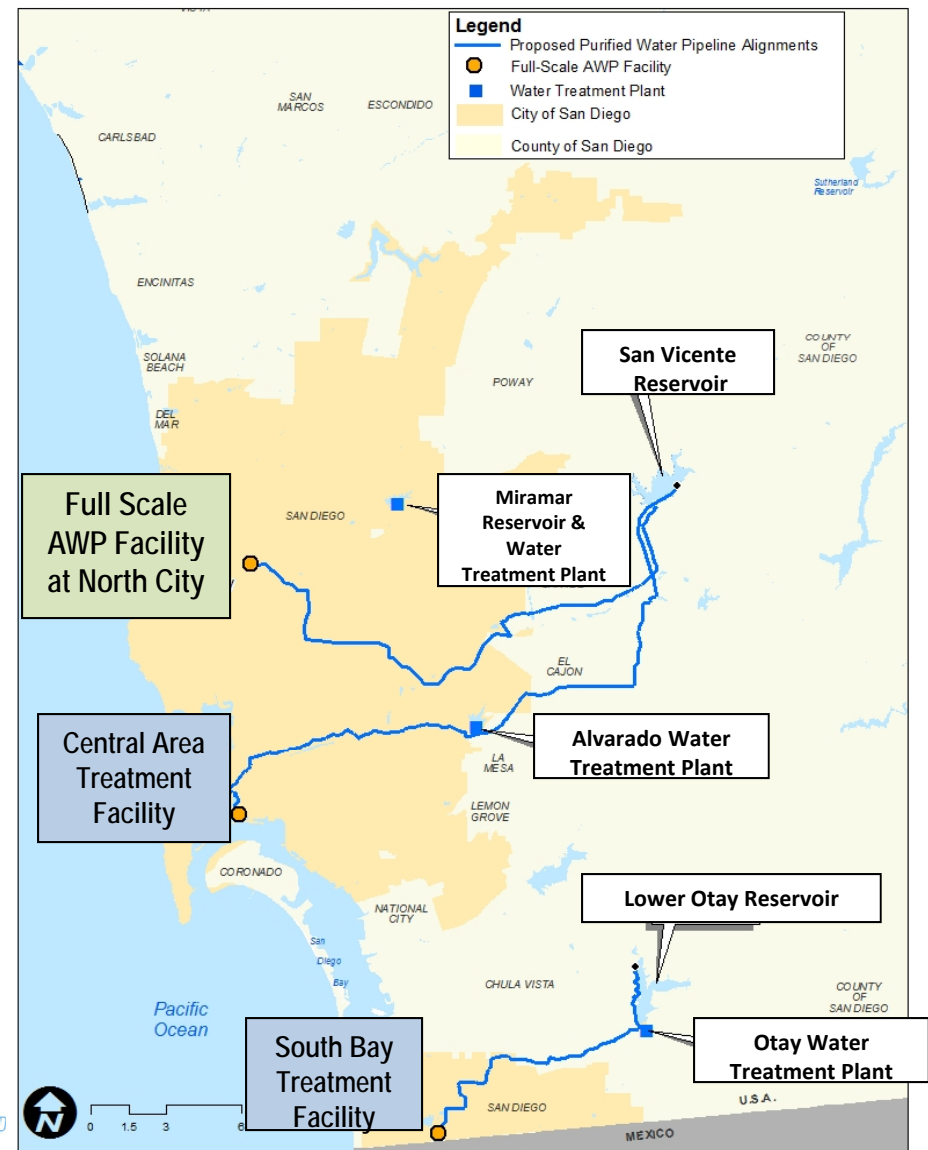 Legend
Proposed Purified Water Pipeline Alignments
Full-Scale AWP Facility
Water Treatment Plant
City of San Diego
County of San Diego
SAN
MARCOS
ESCONDIDO
CARLSBAD
Sutherland
Reservoir
ENCINITAS
SOLANA
BEACH
POWAY
San Vicente
Reservoir
COUNTY
OF
SAN DIEGO
DEL
MAR
Full Scale
AWP Facility
at North City
SAN DIEGO
Miramar
Reservoir &
Water
Treatment Plant
EL
CAJON
Central Area
Treatment
Facility
Alvarado Water
Treatment Plant
LA
MESA
LEMON
GROVE
CORONADO
NATIONAL
CITY
Lower Otay Reservoir
San
Diego
Bay
CHULA VISTA
COUNTY
OF
SAN DIEGO
Pacific
Ocean
South Bay
Treatment
Facility
Otay Water
Treatment Plant
SAN DIEGO
U.S.A.
MEXICO
N
0 1.5 3 6